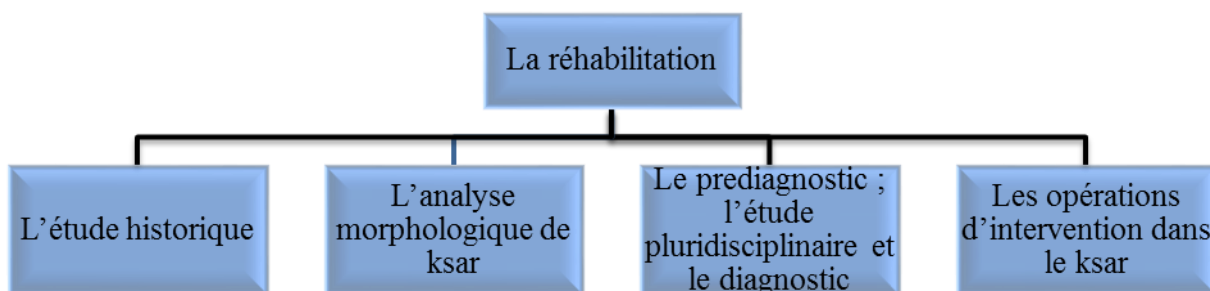 La réhabilitation
L’étude historique
L’analyse
morphologique de
ksar
Le prediagnostic ;
l’étude
pluridisciplinaire et
le diagnostic
Les opérations
d’intervention dans
le ksar